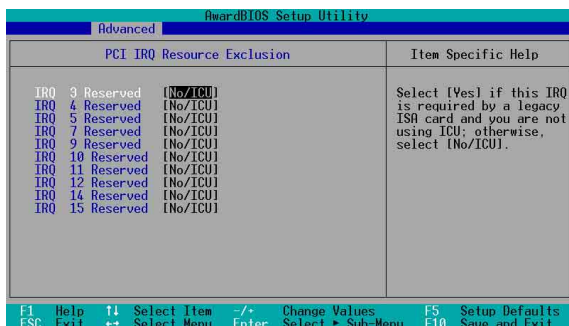 AwardBIOS Setup Utility
Advanced
PCI IRQ Resource Exclusion
Item Specific Help
IRQ 3 Reserved [No/ICU]
IRQ 4 Reserved [No/ICU]
IRQ 5 Reserved [No/ICU]
IRQ 7 Reserved [No/ICU]
IRQ 9 Reserved [No/ICU]
IRQ 10 Reserved [No/ICU]
IRQ 11 Reserved [No/ICU]
IRQ 12 Reserved [No/ICU]
IRQ 14 Reserved [No/ICU]
IRQ 15 Reserved [No/ICU]
Select [Yes] if this IRQ
is required by a legacy
ISA card and you are not
using ICU; otherwise,
select [No/ICU].
F1 Help ↑↓ Select Item -/+ Change Values F5 Setup Defaults
ESC Exit ←→ Select Menu Enter Select ► Sub-Menu F10 Save and Exit